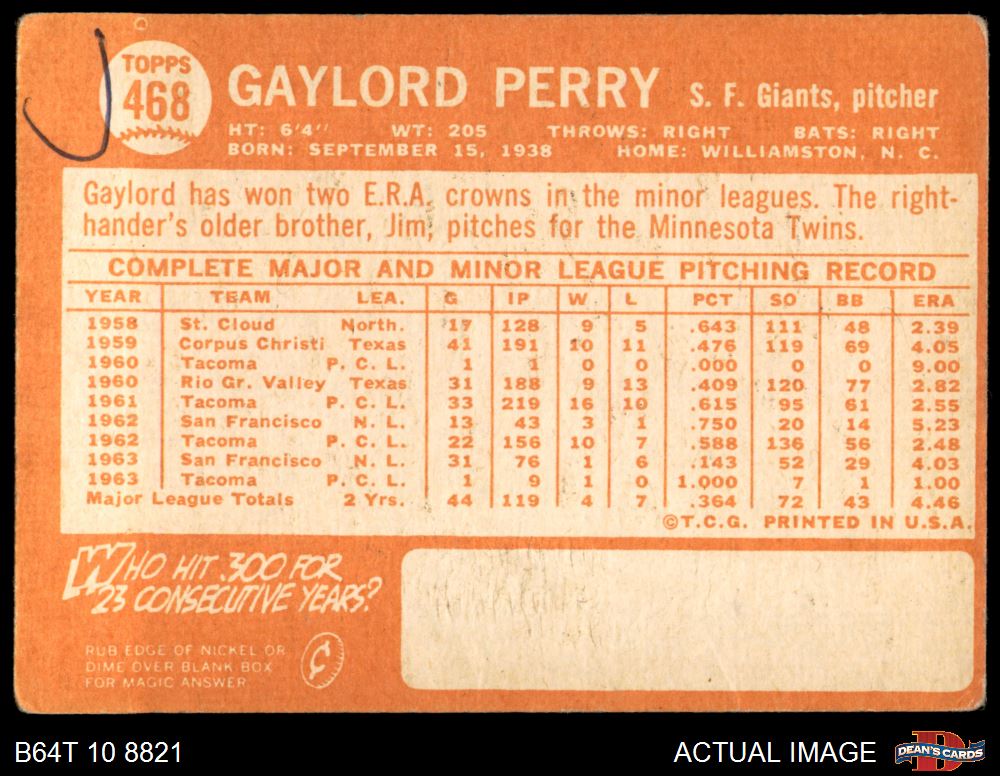 TOPPS
468
GAYLORD PERRY S. F. Giants, pitcher
HT: 6'4" WT: 205 THROWS: RIGHT BATS: RIGHT
BORN: SEPTEMBER 15, 1938 HOME: WILLIAMSTON, N. C.
Gaylord has won two E.R.A. crowns in the minor leagues. The right-
hander's older brother, Jim, pitches for the Minnesota Twins.
COMPLETE MAJOR AND MINOR LEAGUE PITCHING RECORD
YEAR TEAM LEA. G IP W L PCT SO BB ERA
1958 St. Cloud North. 17 128 9 5 .643 111 48 2.39
1959 Corpus Christi Texas 41 191 10 11 .476 119 69 4.05
1960 Tacoma P. C. L. 1 1 0 0 .000 0 0 9.00
1960 Rio Gr. Valley Texas 31 188 9 13 .409 120 77 2.82
1961 Tacoma P. C. L. 33 219 16 10 .615 95 61 2.55
1962 San Francisco N. L. 13 43 3 1 .750 20 14 5.23
1962 Tacoma P. C. L. 22 156 10 7 .588 136 56 2.48
1963 San Francisco N. L. 31 76 1 6 .143 52 29 4.03
1963 Tacoma P. C. L. 1 9 1 0 1.000 7 1 1.00
Major League Totals 2 Yrs. 44 119 4 7 .364 72 43 4.46
©T.C.G. PRINTED IN U.S.A.
WHO HIT .300 FOR
23 CONSECUTIVE YEARS?
RUB EDGE OF NICKEL OR
DIME OVER BLANK BOX
FOR MAGIC ANSWER
¢
B64T 10 8821 ACTUAL IMAGE DEAN'S CARDS